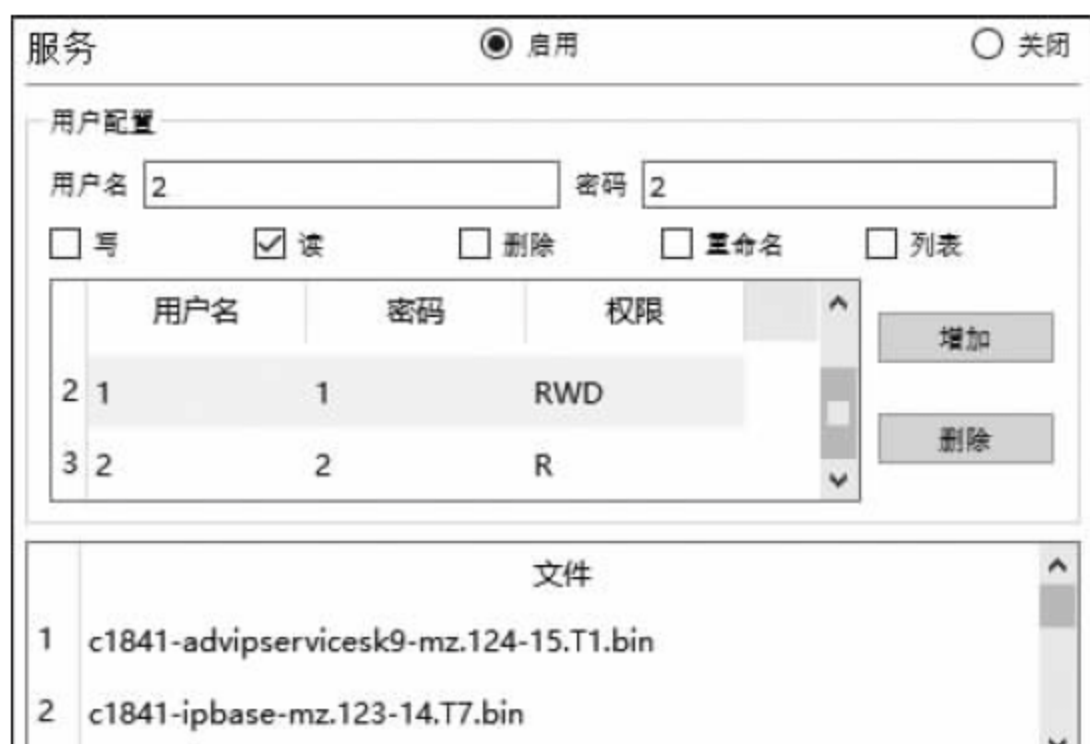 服务 启用 关闭
用户配置
用户名 2 密码 2
写 读 删除 重命名 列表
用户名 密码 权限
增加
2 1 1 RWD
删除
3 2 2 R
文件
1 c1841-advipservicesk9-mz.124-15.T1.bin
2 c1841-ipbase-mz.123-14.T7.bin